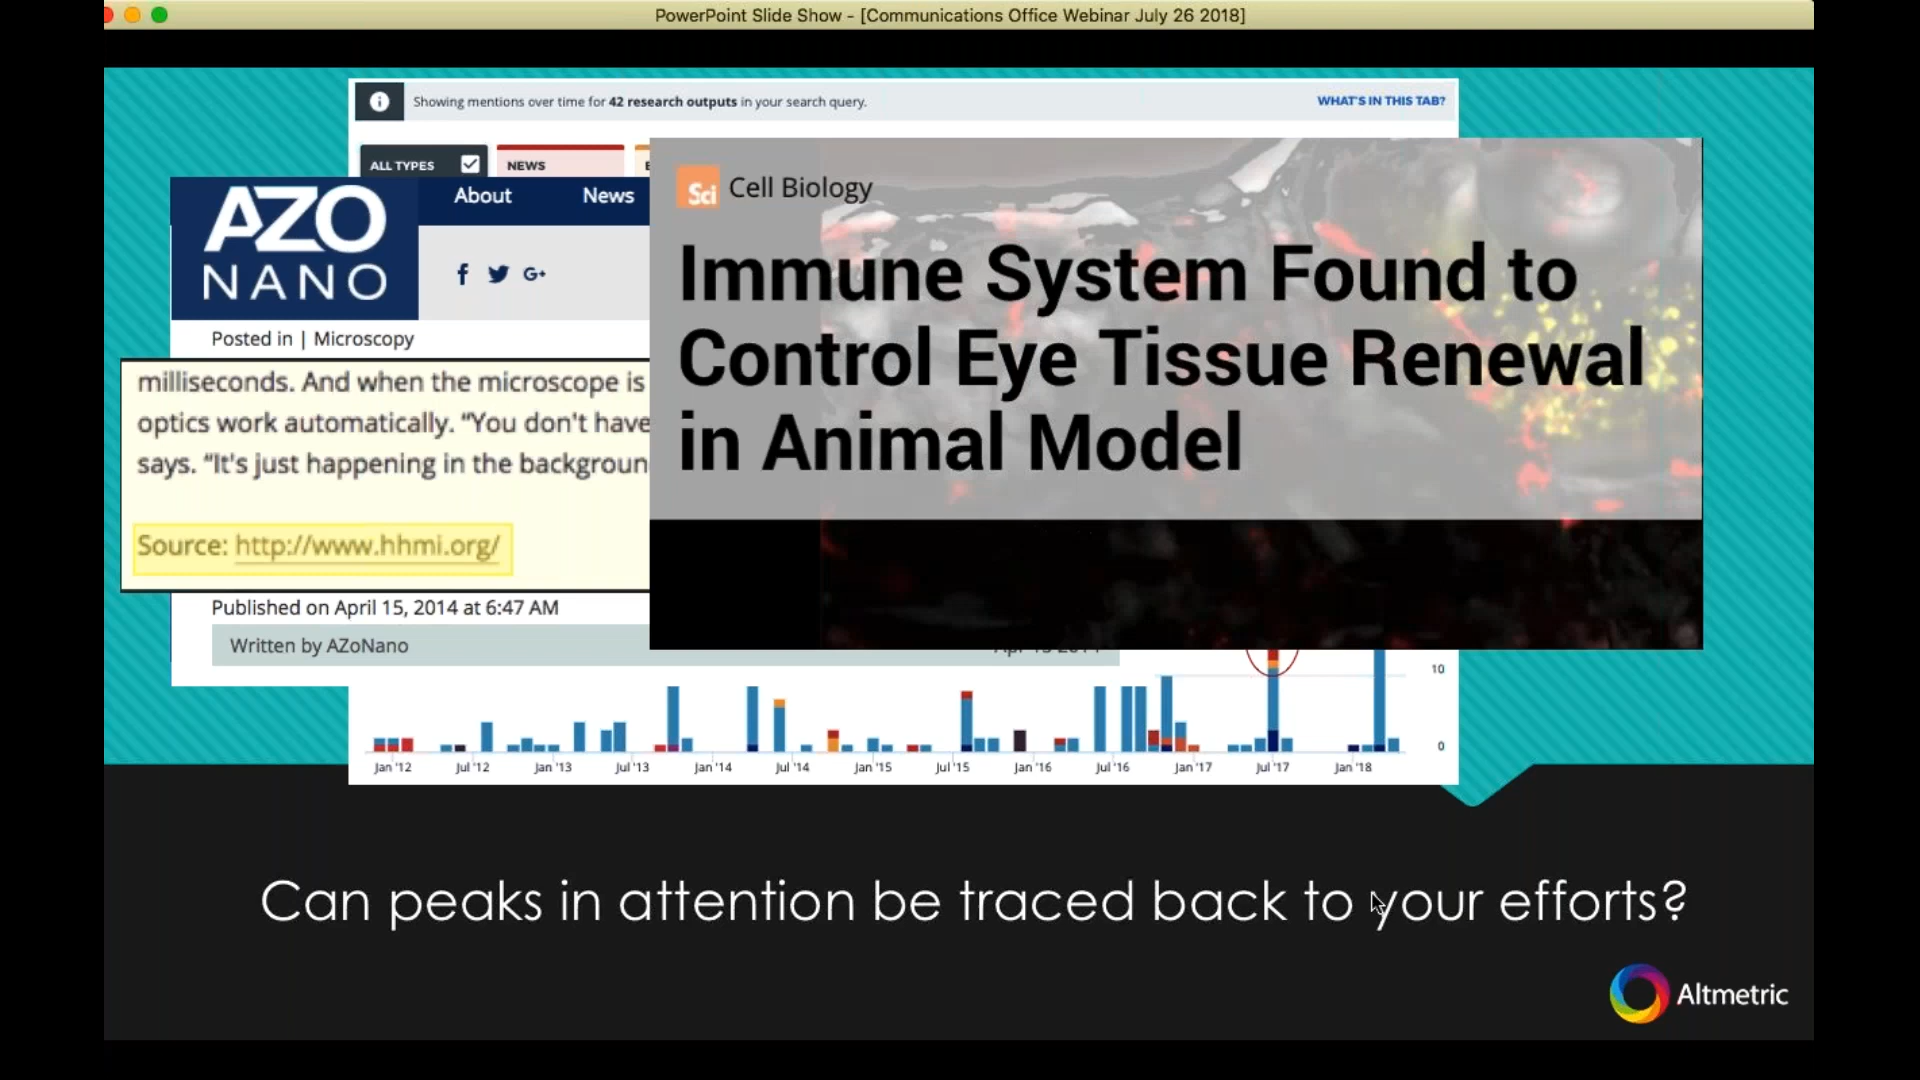 PowerPoint Slide Show - [Communications Office Webinar July 26 2018]
Showing mentions over time for 42 research outputs in your search query.
WHAT'S IN THIS TAB?
ALL TYPES
NEWS
AZO
NANO
About
News
Posted in | Microscopy
milliseconds. And when the microscope is
optics work automatically. “You don't have
says. “It's just happening in the
Source: http://www.hhmi.org/
Published on April 15, 2014 at 6:47 AM
Written by AZoNano
Sci
Cell Biology
Immune System Found to
Control Eye Tissue Renewal
in Animal Model
10
0
Jan '12 Jul '12 Jan '13 Jul '13 Jan '14 Jul '14 Jan '15 Jul '15 Jan '16 Jul '16 Jan '17 Jul '17 Jan '18
Can peaks in attention be traced back to your efforts?
Altmetric